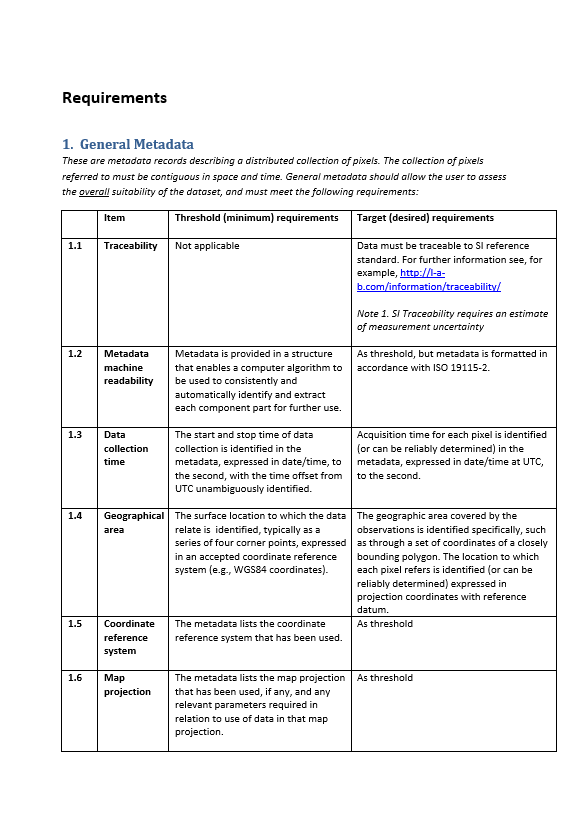 Requirements
1. General Metadata
These are metadata records describing a distributed collection of pixels. The collection of pixels
referred to must be contiguous in space and time. General metadata should allow the user to assess
the overall suitability of the dataset, and must meet the following requirements:
Item
Threshold (minimum) requirements
Target (desired) requirements
1.1
Traceability
Not applicable
Data must be traceable to SI reference
standard. For further information see, for
example, http://l-a-
b.com/information/traceability/
Note 1. SI Traceability requires an estimate
of measurement uncertainty
1.2
Metadata
machine
readability
Metadata is provided in a structure
that enables a computer algorithm to
be used to consistently and
automatically identify and extract
each component part for further use.
As threshold, but metadata is formatted in
accordance with ISO 19115-2.
1.3
Data
collection
time
The start and stop time of data
collection is identified in the
metadata, expressed in date/time, to
the second, with the time offset from
UTC unambiguously identified.
Acquisition time for each pixel is identified
(or can be reliably determined) in the
metadata, expressed in date/time at UTC,
to the second.
1.4
Geographical
area
The surface location to which the data
relate is identified, typically as a
series of four corner points, expressed
in an accepted coordinate reference
system (e.g., WGS84 coordinates).
The geographic area covered by the
observations is identified specifically, such
as through a set of coordinates of a closely
bounding polygon. The location to which
each pixel refers is identified (or can be
reliably determined) expressed in
projection coordinates with reference
datum.
1.5
Coordinate
reference
system
The metadata lists the coordinate
reference system that has been used.
As threshold
1.6
Map
projection
The metadata lists the map projection
that has been used, if any, and any
relevant parameters required in
relation to use of data in that map
projection.
As threshold